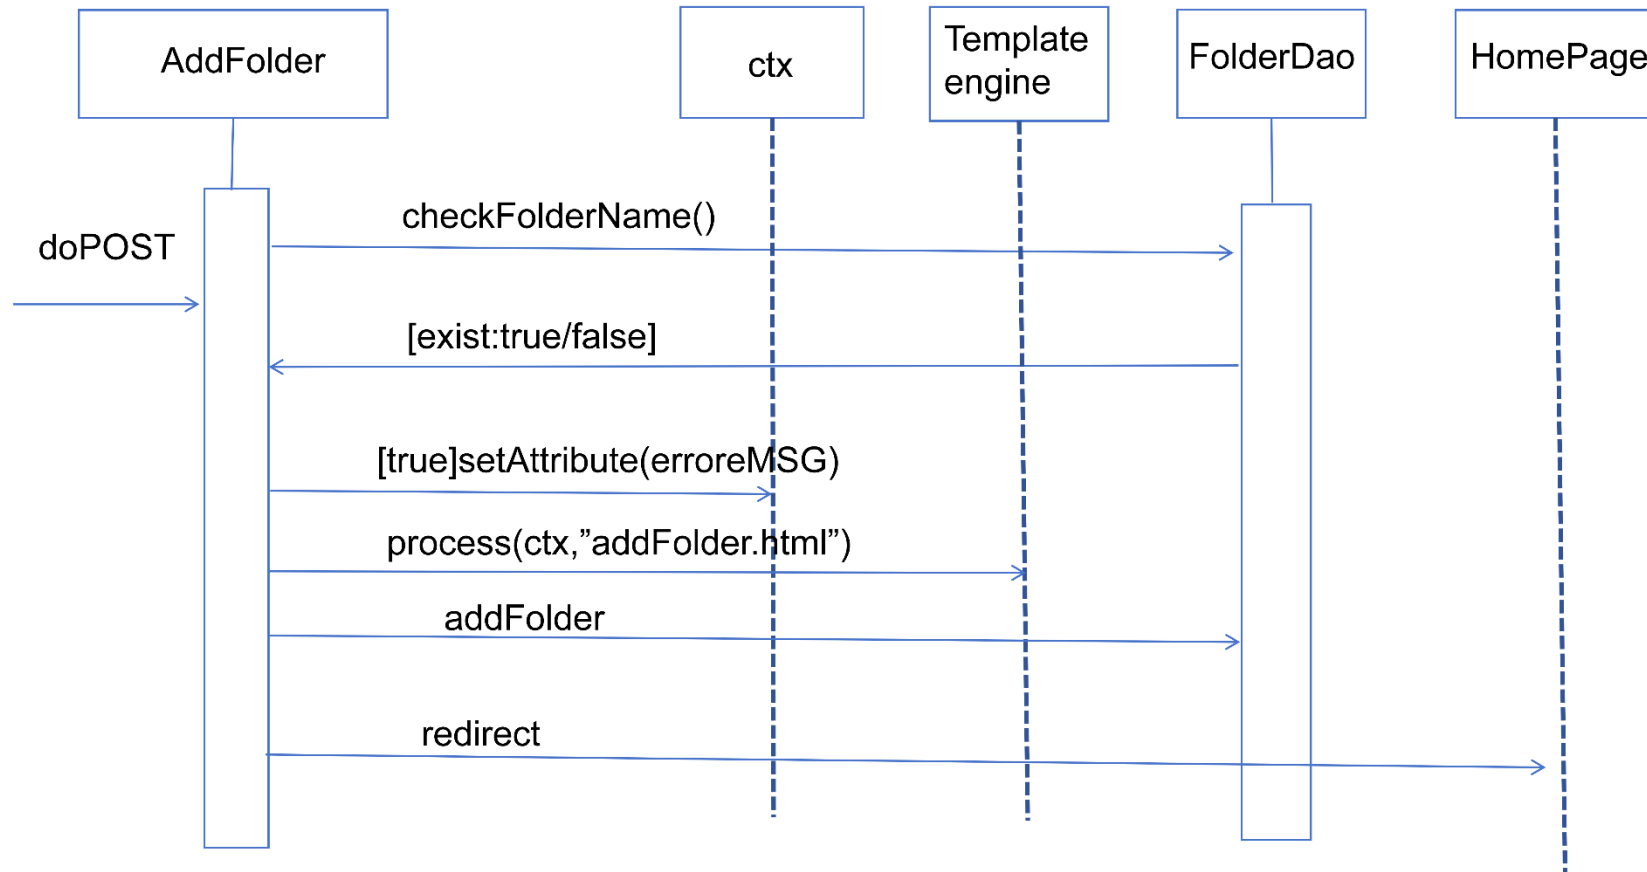 AddFolder
ctx
Template
engine
FolderDao
HomePage
checkFolderName()
doPOST
[exist:true/false]
[true]setAttribute(erroreMSG)
process(ctx,”addFolder.html”)
addFolder
redirect